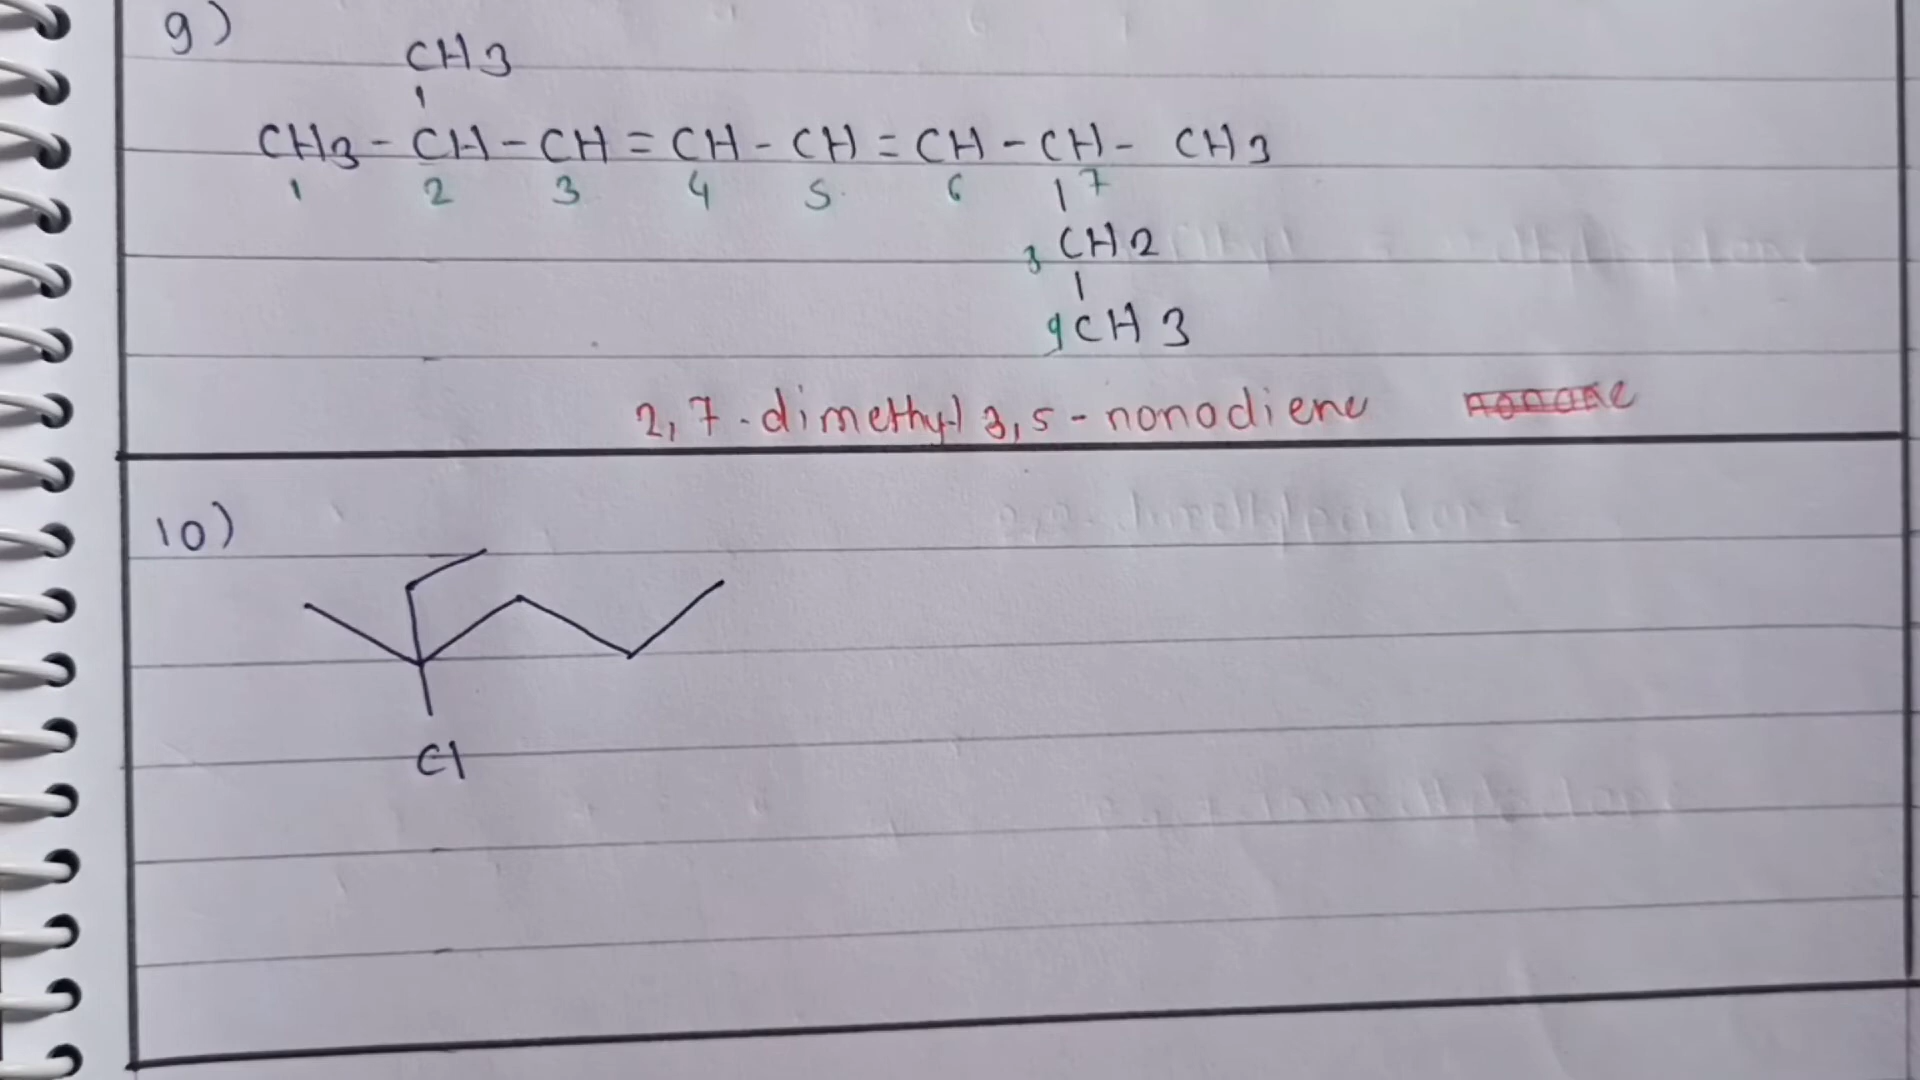 9)
CH3
CH3-CH-CH=CH-CH=CH-CH-CH3
1 2 3 4 5 6 7
3 CH2
9 CH3
2,7-dimethyl 3,5-nonodiene
10)
Cl